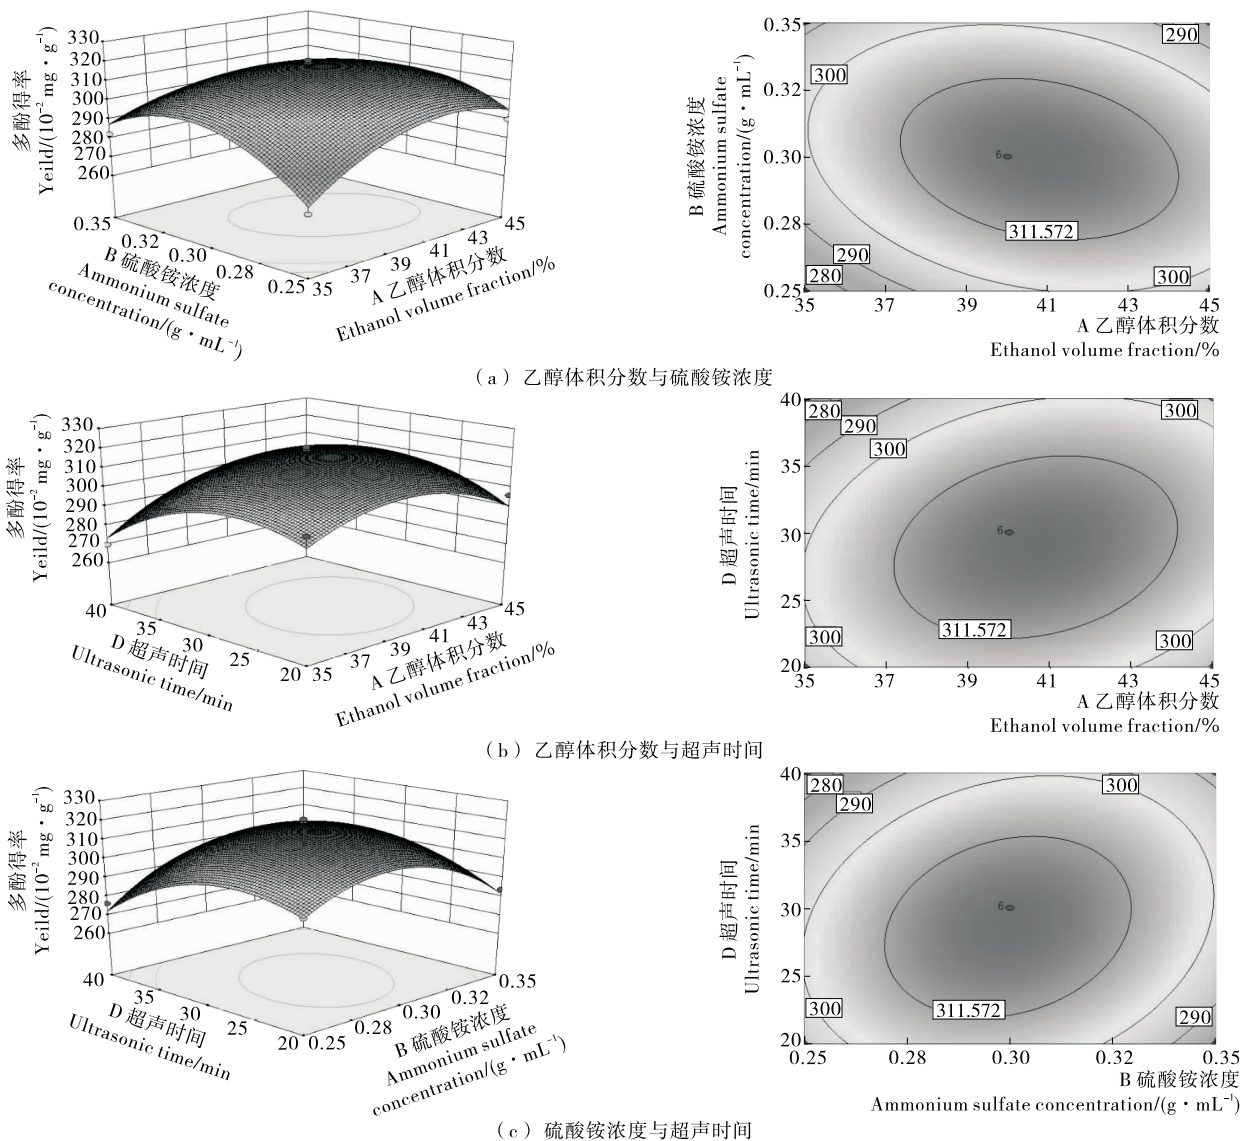 330
320
310
300
290
280
270
260
多酚得率
Yeild/(10⁻² mg·g⁻¹)
0.35
0.32
0.30
0.28
0.25
B 硫酸铵浓度
Ammonium sulfate
concentration/(g·mL⁻¹)
35
37
39
41
43
45
A 乙醇体积分数
Ethanol volume fraction/%
0.35
0.32
0.30
0.28
0.25
B 硫酸铵浓度
Ammonium sulfate
concentration/(g·mL⁻¹)
290
300
6
311.572
290
280
300
35 37 39 41 43 45
A 乙醇体积分数
Ethanol volume fraction/%
(a) 乙醇体积分数与硫酸铵浓度
330
320
310
300
290
280
270
260
多酚得率
Yeild/(10⁻² mg·g⁻¹)
40
35
30
25
20
D 超声时间
Ultrasonic time/min
35
37
39
41
43
45
A 乙醇体积分数
Ethanol volume fraction/%
40
35
30
25
20
D 超声时间
Ultrasonic time/min
280
290
300
300
6
311.572
300
300
35 37 39 41 43 45
A 乙醇体积分数
Ethanol volume fraction/%
(b) 乙醇体积分数与超声时间
330
320
310
300
290
280
270
260
多酚得率
Yeild/(10⁻² mg·g⁻¹)
40
35
30
25
20
D 超声时间
Ultrasonic time/min
0.25
0.28
0.30
0.32
0.35
B 硫酸铵浓度
Ammonium sulfate
concentration/(g·mL⁻¹)
40
35
30
25
20
D 超声时间
Ultrasonic time/min
280
290
300
6
311.572
300
290
0.25 0.28 0.30 0.32 0.35
B 硫酸铵浓度
Ammonium sulfate concentration/(g·mL⁻¹)
(c) 硫酸铵浓度与超声时间